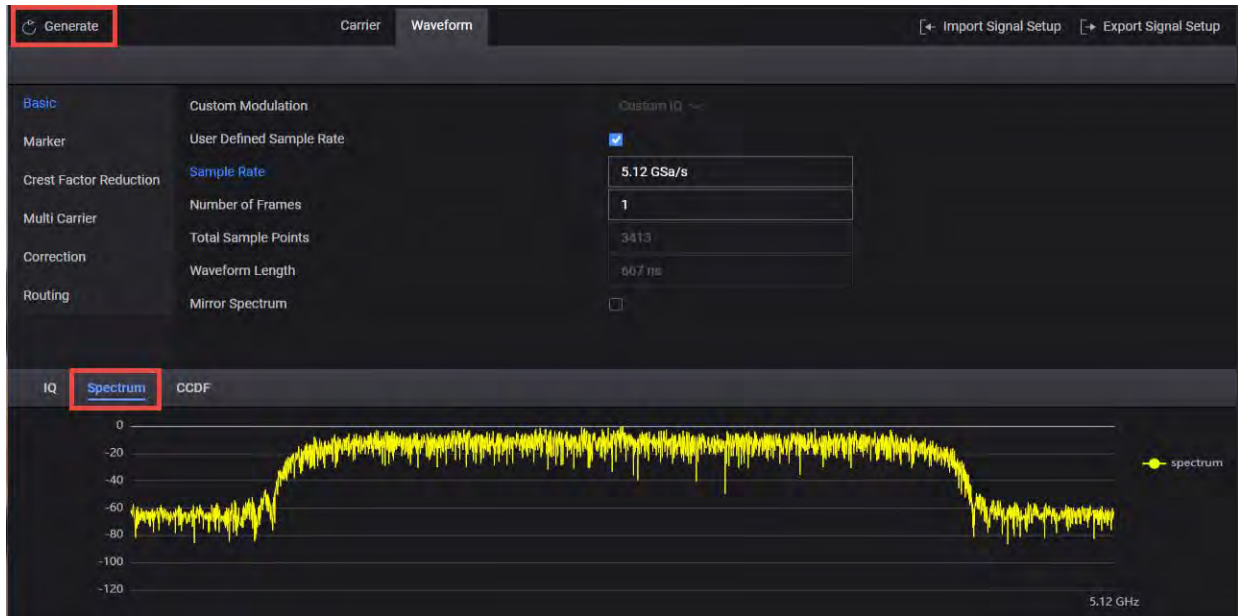 Generate Carrier Waveform Import Signal Setup Export Signal Setup
Basic
Marker
Crest Factor Reduction
Multi Carrier
Correction
Routing
Custom Modulation Custom IQ
User Defined Sample Rate
Sample Rate 5.12 GSa/s
Number of Frames 1
Total Sample Points 3413
Waveform Length 667 ns
Mirror Spectrum
IQ Spectrum CCDF
0
-20
-40
-60
-80
-100
-120
spectrum
5.12 GHz